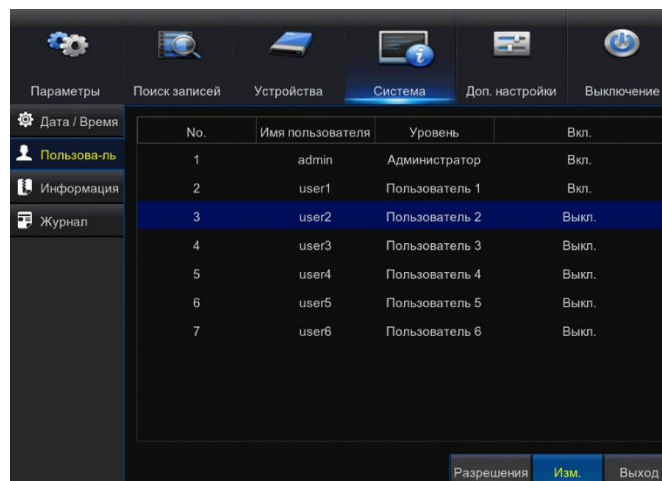 Параметры Поиск записей Устройства Система Доп. настройки Выключение
Дата / Время
Пользова-ль
Информация
Журнал
No. Имя пользователя Уровень Вкл.
1 admin Администратор Вкл.
2 user1 Пользователь 1 Вкл.
3 user2 Пользователь 2 Выкл.
4 user3 Пользователь 3 Выкл.
5 user4 Пользователь 4 Выкл.
6 user5 Пользователь 5 Выкл.
7 user6 Пользователь 6 Выкл.
Разрешения Изм. Выход